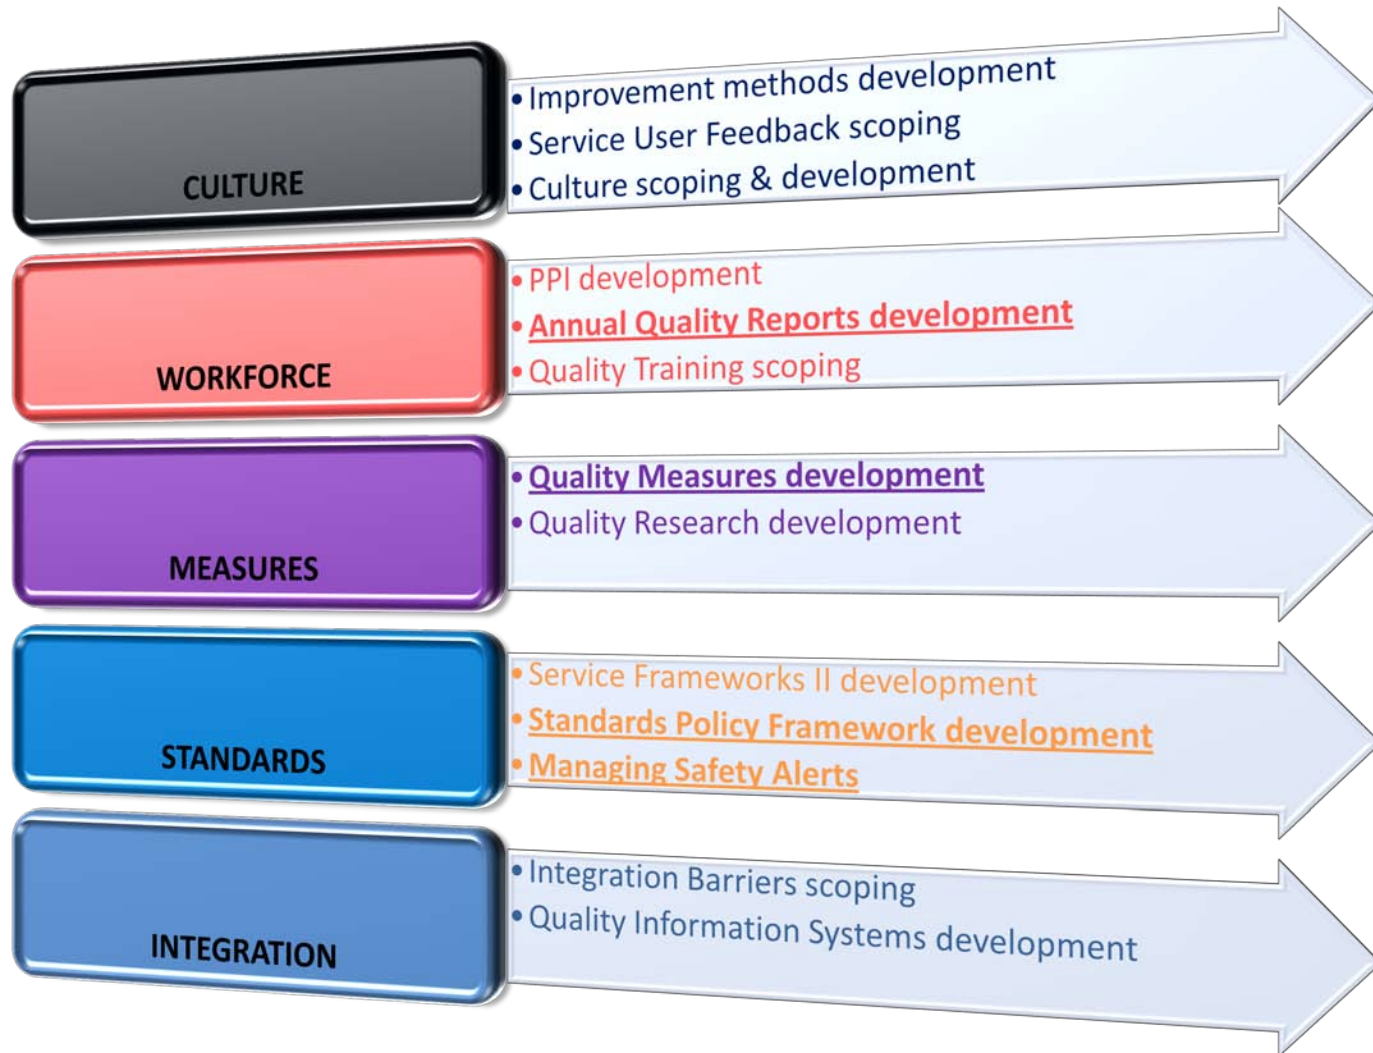 CULTURE
• Improvement methods development
• Service User Feedback scoping
• Culture scoping & development
WORKFORCE
• PPI development
• Annual Quality Reports development
• Quality Training scoping
MEASURES
• Quality Measures development
• Quality Research development
STANDARDS
• Service Frameworks II development
• Standards Policy Framework development
• Managing Safety Alerts
INTEGRATION
• Integration Barriers scoping
• Quality Information Systems development